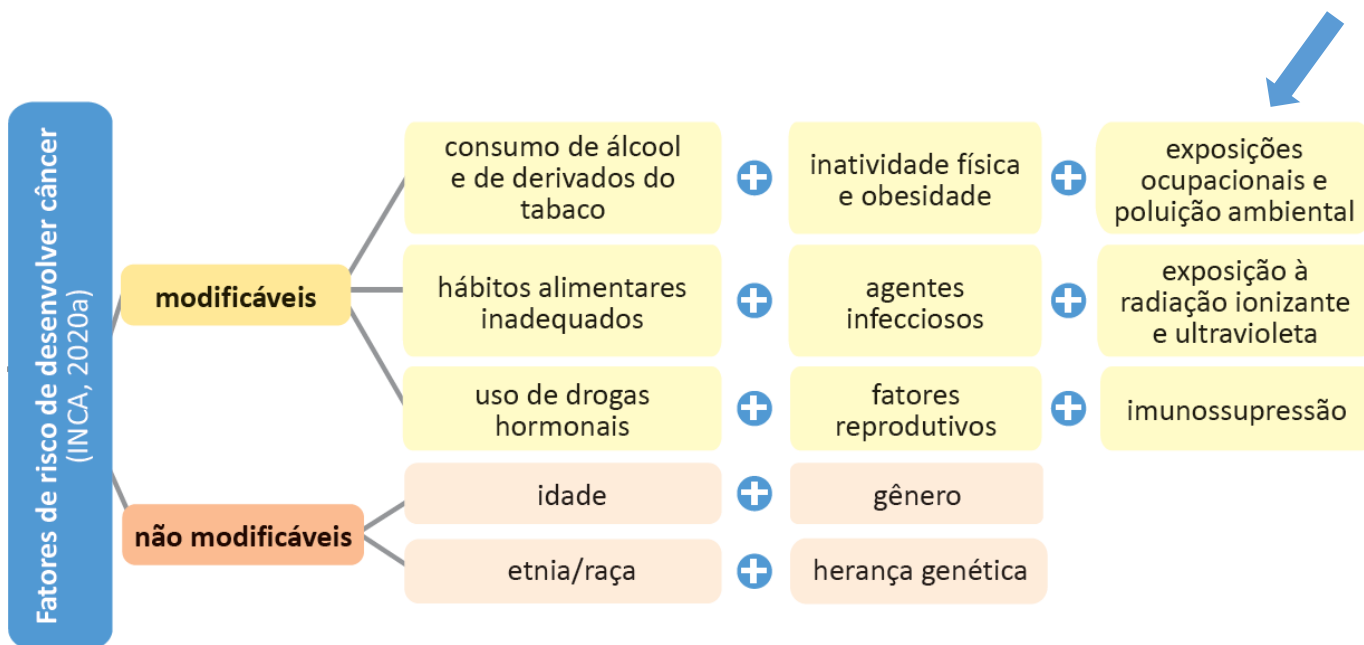 Fatores de risco de desenvolver câncer
(INCA, 2020a)
modificáveis
consumo de álcool
e de derivados do
tabaco
inatividade física
e obesidade
exposições
ocupacionais e
poluição ambiental
hábitos alimentares
inadequados
agentes
infecciosos
exposição à
radiação ionizante
e ultravioleta
uso de drogas
hormonais
fatores
reprodutivos
imunossupressão
não modificáveis
idade
gênero
etnia/raça
herança genética